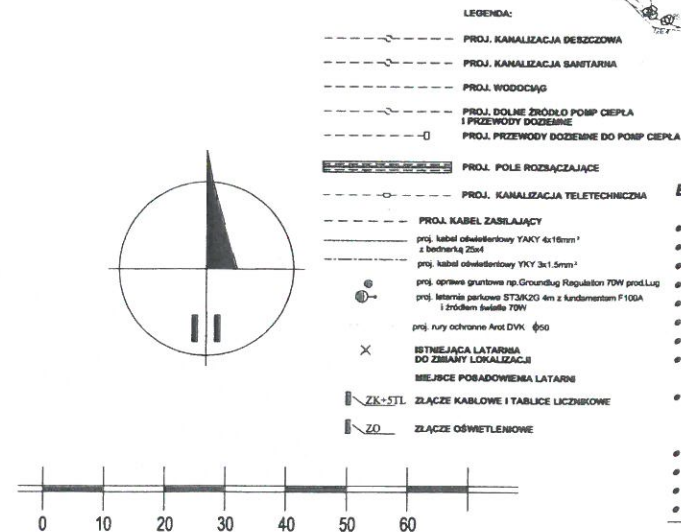 LEGENDA:
PROJ. KANALIZACJA DESZCZOWA
PROJ. KANALIZACJA SANITARNA
PROJ. WODOCIĄG
PROJ. DOLNE ŹRÓDŁO POMP CIEPŁA
I PRZEWODY DOZIEMNE
PROJ. PRZEWODY DOZIEMNE DO POMP CIEPŁA
PROJ. POLE ROZSĄCZAJĄCE
PROJ. KANALIZACJA TELETECHNICZNA
PROJ. KABEL ZASILAJĄCY
proj. kabel oświetleniowy YAKY 4x16mm²
z bednarką 25x4
proj. kabel oświetleniowy YKY 3x1.5mm²
proj. oprawa gruntowa np.Groundlug Regulation 70W prod.Lug
proj. latarnia parkowa ST3/K2G 4m z fundamentem F100A
i źródłem światła 70W
proj. rury ochronne Arot DVK ϕ50
ISTNIEJĄCA LATARNIA
DO ZMIANY LOKALIZACJI
MIEJSCE POSADOWIENIA LATARNI
ZK+5TL ZŁĄCZE KABLOWE I TABLICE LICZNIKOWE
ZO ZŁĄCZE OŚWIETLENIOWE
0 10 20 30 40 50 60